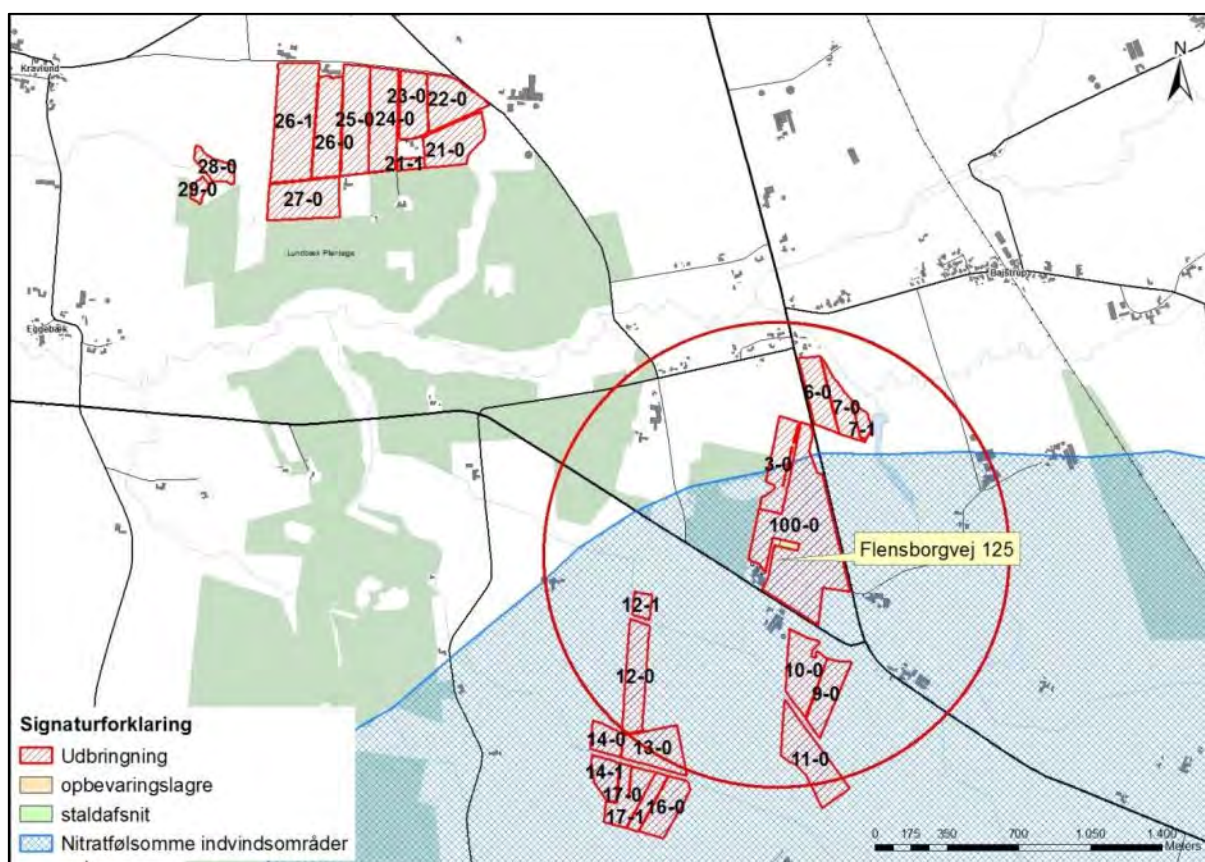 N
Kravlund
23-0
22-0
25-0
24-0
26-1
26-0
21-1
21-0
28-0
29-0
27-0
Lundbæk Plantage
Bajstrup
Eggebæk
6-0
7-0
7-1
3-0
100-0
Flensborgvej 125
12-1
12-0
10-0
9-0
14-0
13-0
11-0
14-1
17-0
16-0
17-1
Signaturforklaring
Udbringning
opbevaringslagre
staldafsnit
Nitratfølsomme indvindsområder
0 175 350 700 1.050 1.400
Meters